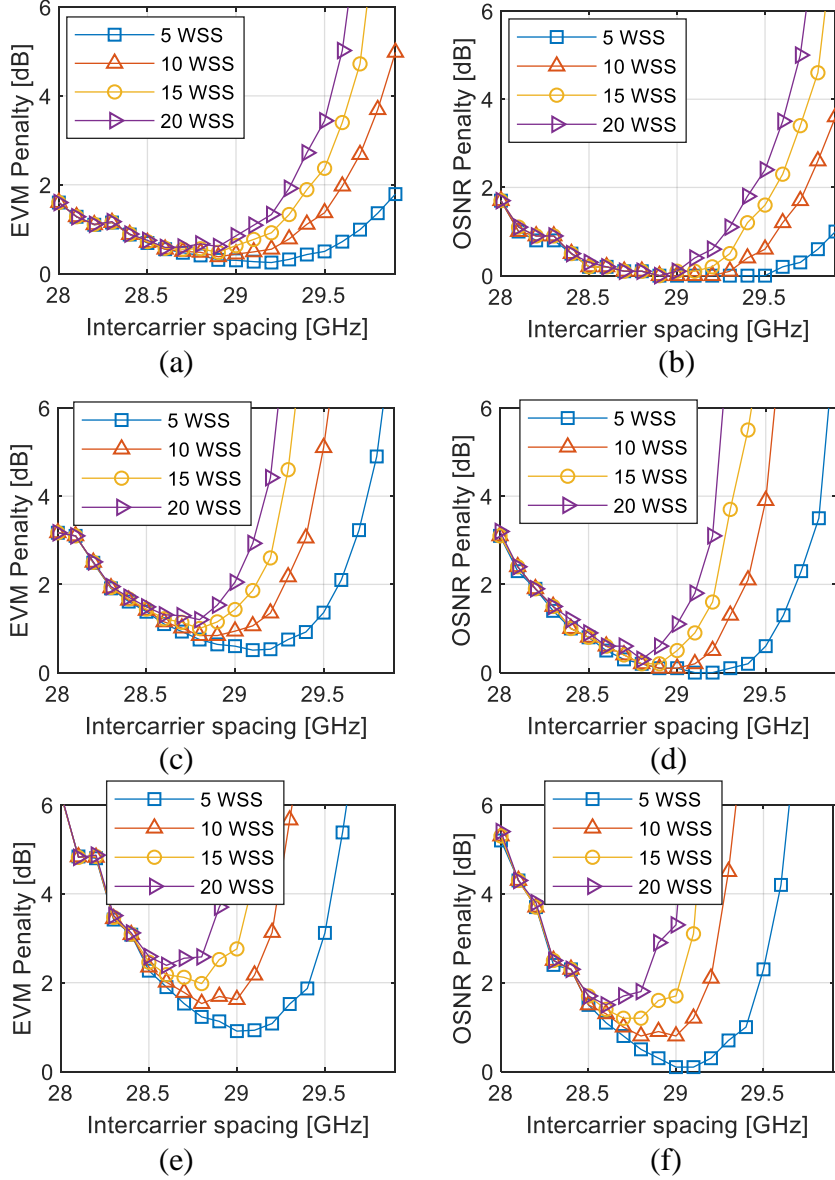 EVM Penalty [dB]
6
4
2
0
5 WSS
10 WSS
15 WSS
20 WSS
28
28.5
29
29.5
Intercarrier spacing [GHz]
(a)
OSNR Penalty [dB]
6
4
2
0
5 WSS
10 WSS
15 WSS
20 WSS
28
28.5
29
29.5
Intercarrier spacing [GHz]
(b)
EVM Penalty [dB]
6
4
2
0
5 WSS
10 WSS
15 WSS
20 WSS
28
28.5
29
29.5
Intercarrier spacing [GHz]
(c)
OSNR Penalty [dB]
6
4
2
0
5 WSS
10 WSS
15 WSS
20 WSS
28
28.5
29
29.5
Intercarrier spacing [GHz]
(d)
EVM Penalty [dB]
6
4
2
0
5 WSS
10 WSS
15 WSS
20 WSS
28
28.5
29
29.5
Intercarrier spacing [GHz]
(e)
OSNR Penalty [dB]
6
4
2
0
5 WSS
10 WSS
15 WSS
20 WSS
28
28.5
29
29.5
Intercarrier spacing [GHz]
(f)